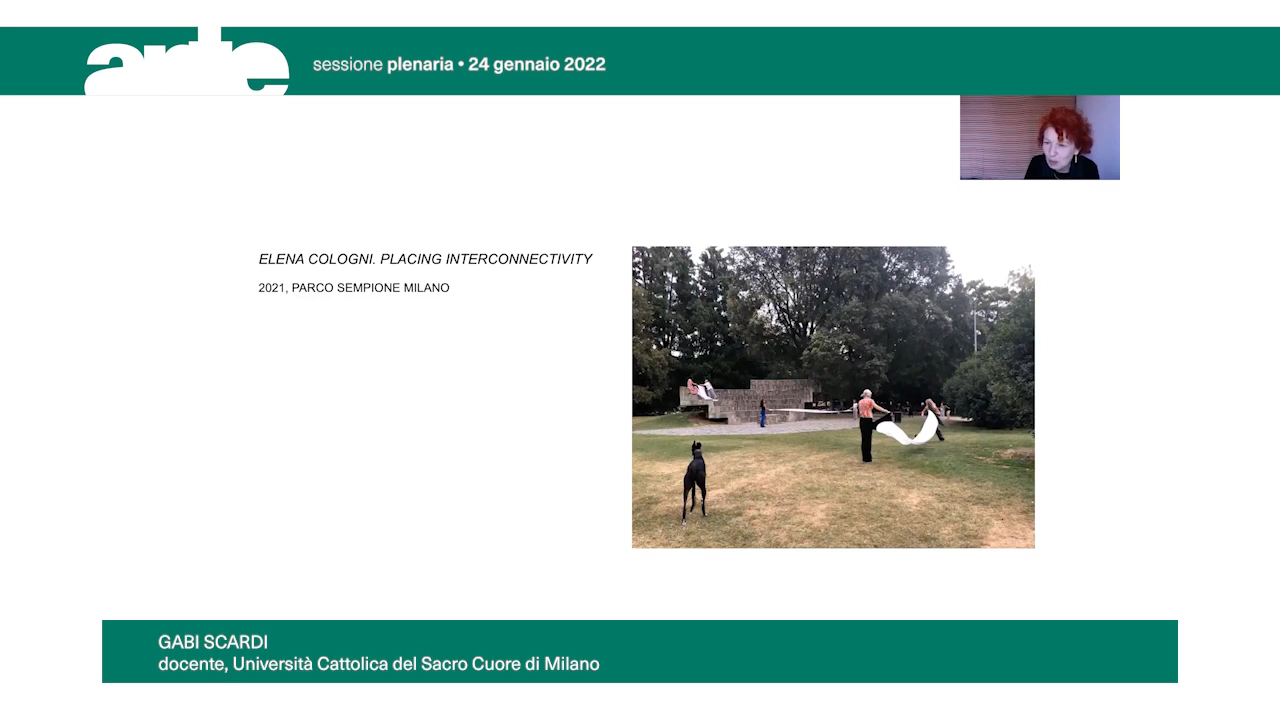 arte
sessione plenaria • 24 gennaio 2022
ELENA COLOGNI. PLACING INTERCONNECTIVITY
2021, PARCO SEMPIONE MILANO
GABI SCARDI
docente, Università Cattolica del Sacro Cuore di Milano